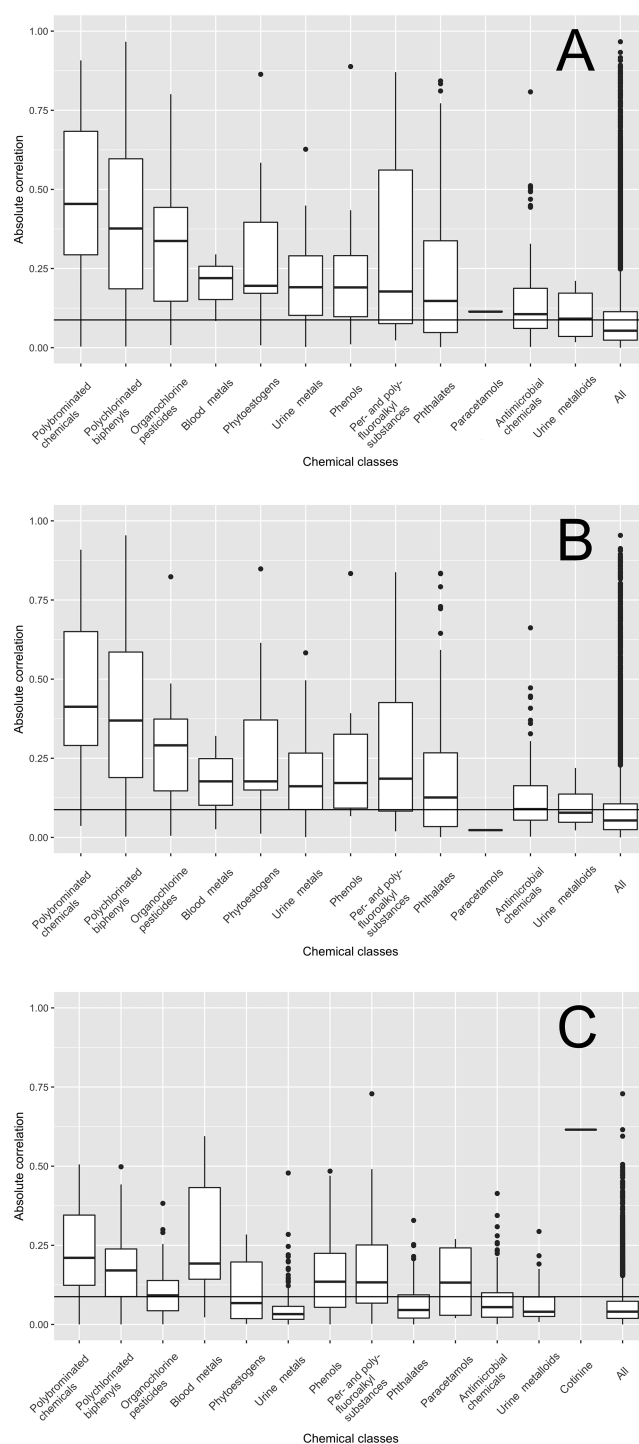 A
1.00
0.75
0.50
0.25
0.00
Absolute correlation
Polybrominated
chemicals
Polychlorinated
biphenyls
Organochlorine
pesticides
Blood metals
Phytoestogens
Urine metals
Phenols
Per- and poly-
fluoroalkyl
substances
Phthalates
Paracetamols
Antimicrobial
chemicals
Urine metalloids
All
Chemical classes
B
1.00
0.75
0.50
0.25
0.00
Absolute correlation
Polybrominated
chemicals
Polychlorinated
biphenyls
Organochlorine
pesticides
Blood metals
Phytoestogens
Urine metals
Phenols
Per- and poly-
fluoroalkyl
substances
Phthalates
Paracetamols
Antimicrobial
chemicals
Urine metalloids
All
Chemical classes
C
1.00
0.75
0.50
0.25
0.00
Absolute correlation
Polybrominated
chemicals
Polychlorinated
biphenyls
Organochlorine
pesticides
Blood metals
Phytoestogens
Urine metals
Phenols
Per- and poly-
fluoroalkyl
substances
Phthalates
Paracetamols
Antimicrobial
chemicals
Urine metalloids
Cotinine
All
Chemical classes